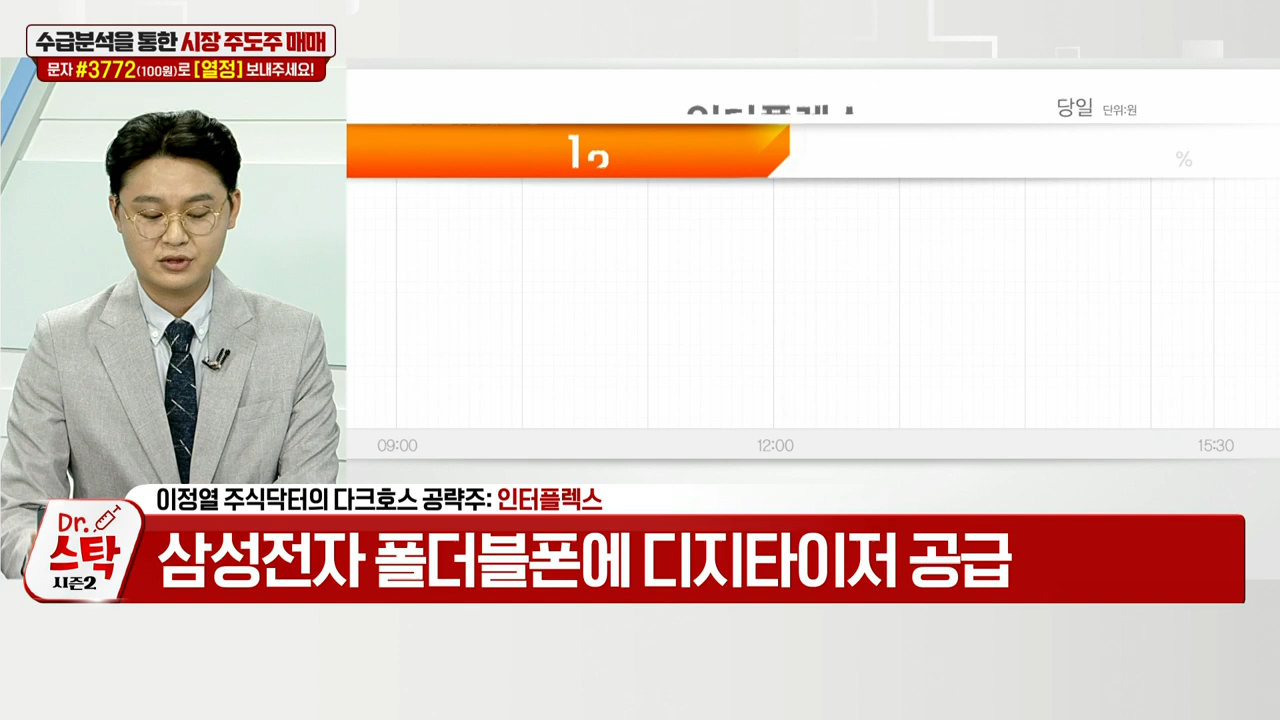 수급분석을 통한 시장 주도주 매매
문자 #3772(100원)로 [열정] 보내주세요!
당일 단위:원
%
09:00 12:00 15:30
이정열 주식닥터의 다크호스 공략주: 인터플렉스
Dr.
스탁
시즌2
삼성전자 폴더블폰에 디지타이저 공급